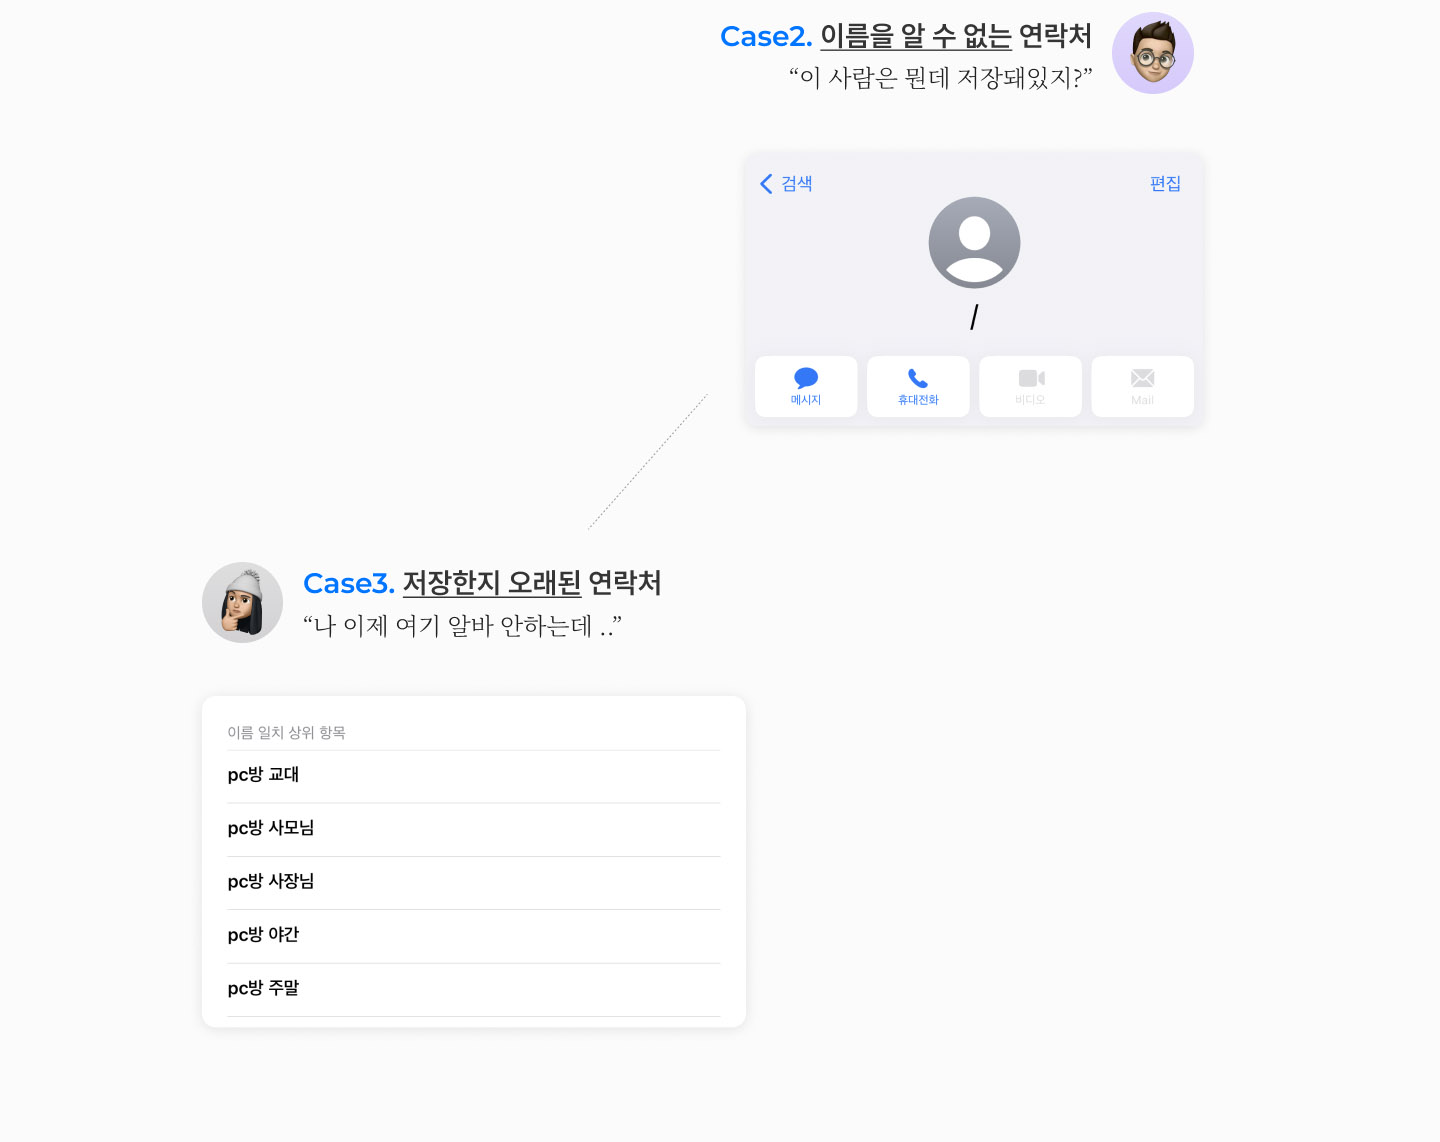 Case2. 이름을 알 수 없는 연락처
“이 사람은 뭔데 저장돼있지?”
검색
편집
/
메시지
휴대전화
비디오
Mail
Case3. 저장한지 오래된 연락처
“나 이제 여기 알바 안하는데 ..”
이름 일치 상위 항목
pc방 교대
pc방 사모님
pc방 사장님
pc방 야간
pc방 주말